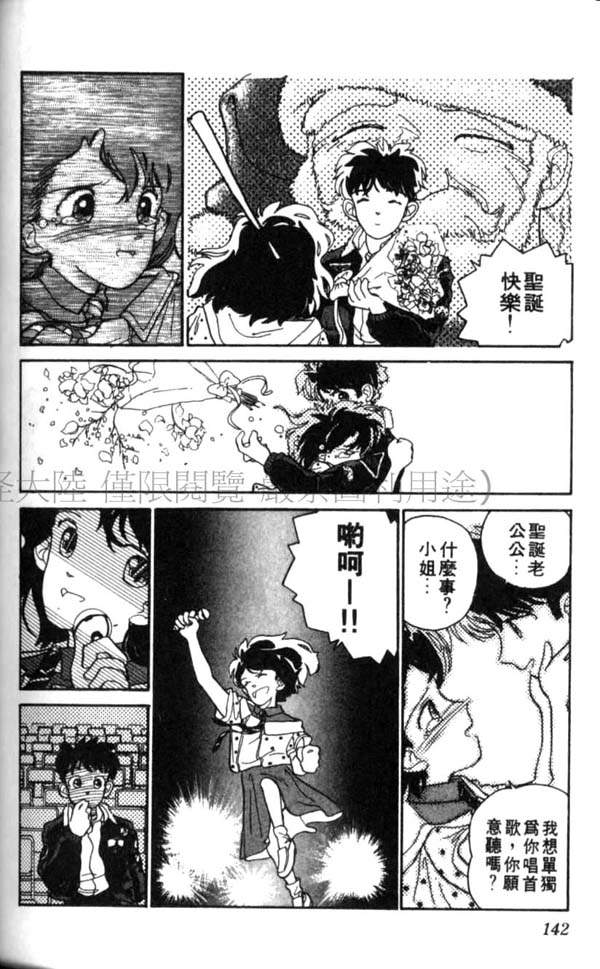 聖誕
快樂！
怪大陸 僅限閱覽 嚴禁圖利用途）
聖誕老
公公…
什麼事？
小姐…
喲呵－！！
我想單獨
為你唱首
歌，你願
意聽嗎？
142